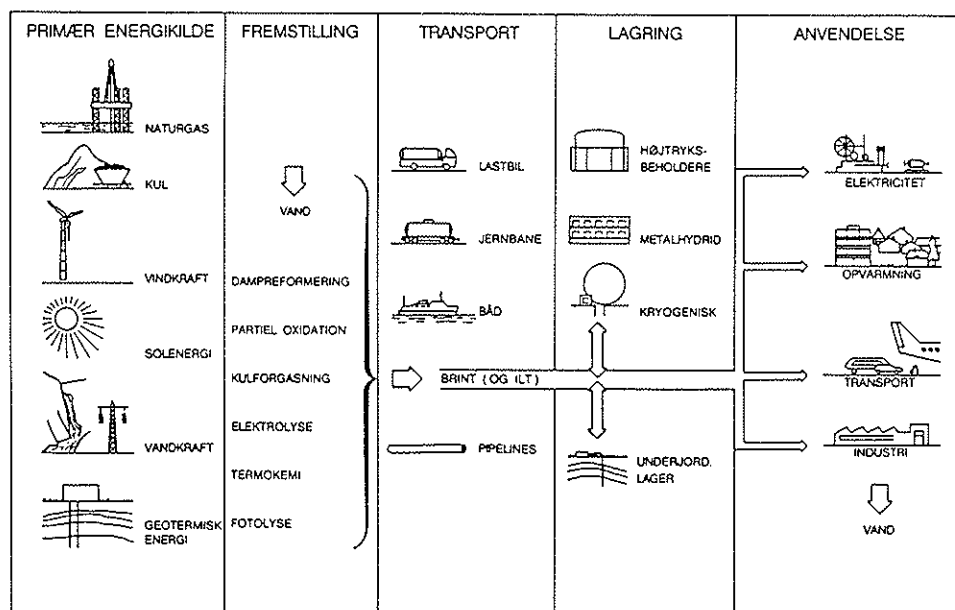 PRIMÆR ENERGIKILDE
NATURGAS
KUL
VINDKRAFT
SOLENERGI
VANDKRAFT
GEOTERMISK
ENERGI
FREMSTILLING
VAND
DAMPREFORMERING
PARTIEL OXIDATION
KULFORGASNING
ELEKTROLYSE
TERMOKEMI
FOTOLYSE
TRANSPORT
LASTBIL
JERNBANE
BÅD
BRINT (OG ILT)
PIPELINES
LAGRING
HØJTRYKS-
BEHOLDERE
METALHYDRID
KRYOGENISK
UNDERJORD.
LAGER
ANVENDELSE
ELEKTRICITET
OPVARMNING
TRANSPORT
INDUSTRI
VAND